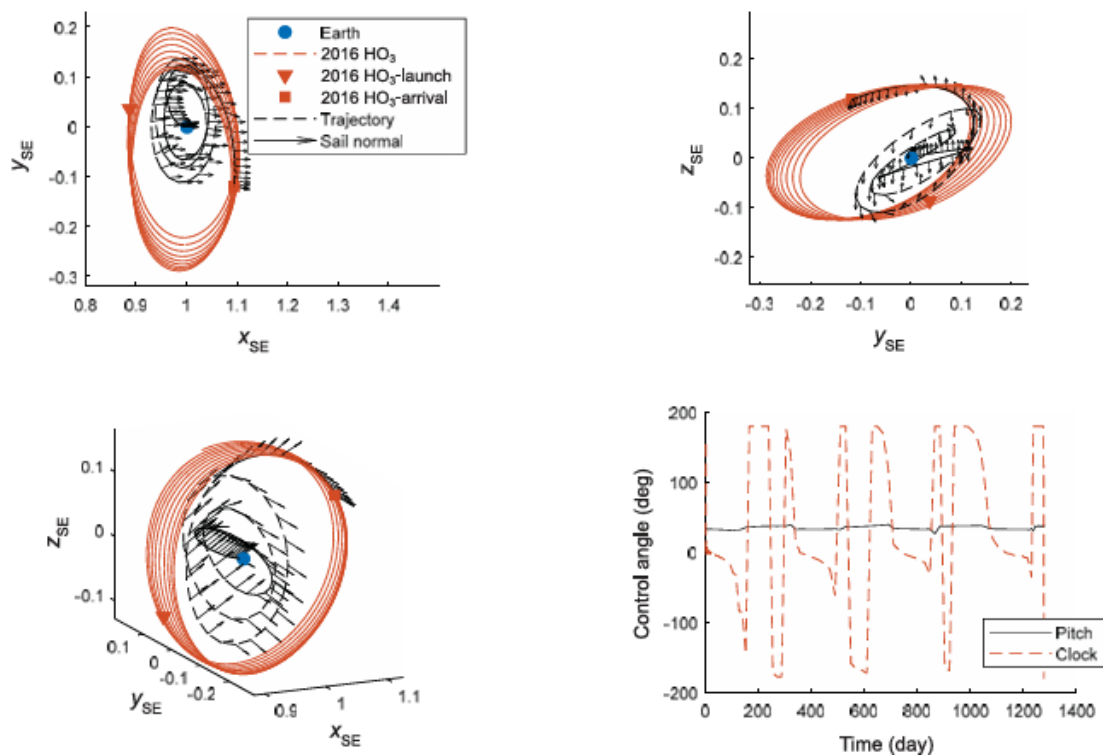 0.2
0.1
0
-0.1
-0.2
-0.3
y_SE
0.8 0.9 1 1.1 1.2 1.3 1.4
x_SE
Earth
2016 HO₃
2016 HO₃-launch
2016 HO₃-arrival
Trajectory
Sail normal
0.2
0.1
0
-0.1
-0.2
z_SE
-0.3 -0.2 -0.1 0 0.1 0.2
y_SE
0.1
0
-0.1
z_SE
0.1 0 -0.1 -0.2
y_SE
0.9 1 1.1
x_SE
200
100
0
-100
-200
Control angle (deg)
Pitch
Clock
0 200 400 600 800 1000 1200 1400
Time (day)